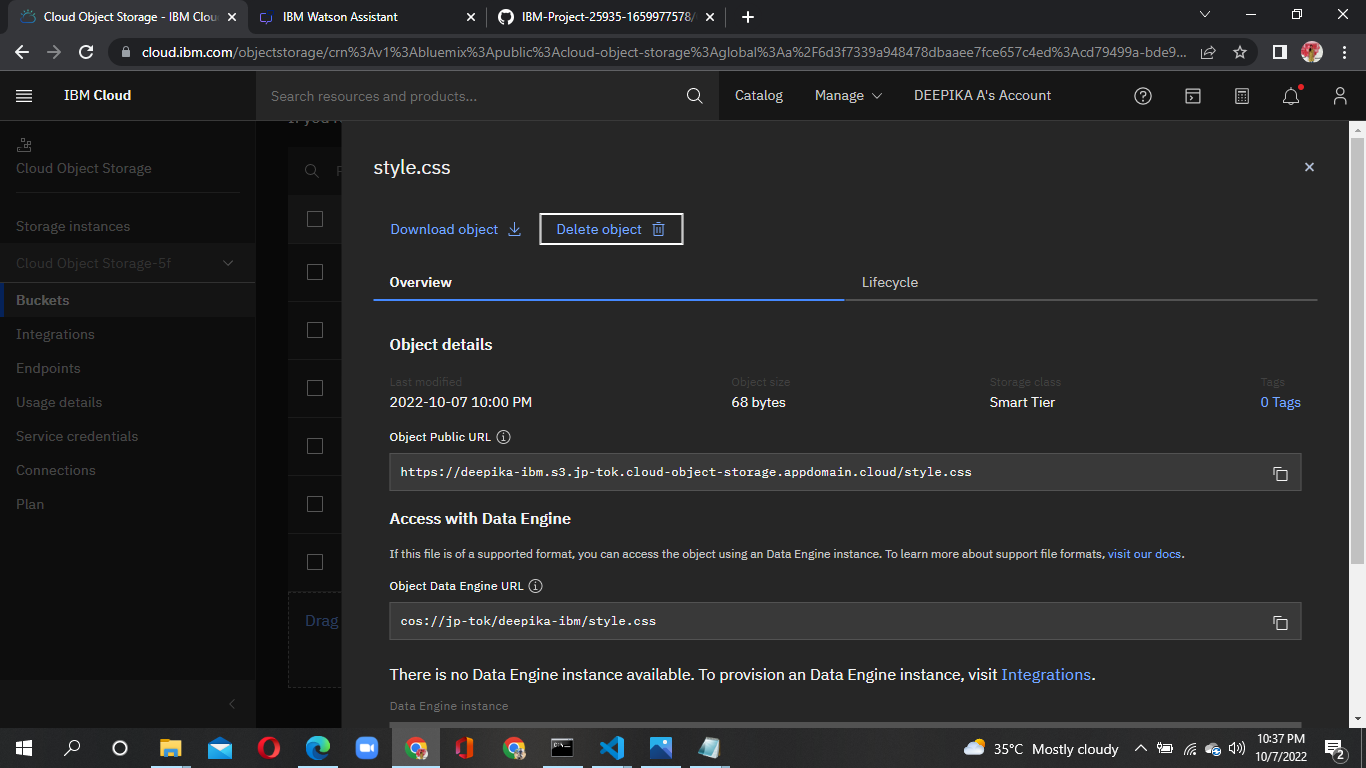 Cloud Object Storage - IBM Clou
IBM Watson Assistant
IBM-Project-25935-1659977578/
cloud.ibm.com/objectstorage/crn%3Av1%3Abluemix%3Apublic%3Acloud-object-storage%3Aglobal%3Aa%2F6d3f7339a948478dbaaee7fce657c4ed%3Acd79499a-bde9...
IBM Cloud
Search resources and products...
Catalog
Manage
DEEPIKA A's Account
Cloud Object Storage
Storage instances
Cloud Object Storage-5f
Buckets
Integrations
Endpoints
Usage details
Service credentials
Connections
Plan
Drag
style.css
Download object
Delete object
Overview
Lifecycle
Object details
Last modified
Object size
Storage class
Tags
2022-10-07 10:00 PM
68 bytes
Smart Tier
0 Tags
Object Public URL
https://deepika-ibm.s3.jp-tok.cloud-object-storage.appdomain.cloud/style.css
Access with Data Engine
If this file is of a supported format, you can access the object using an Data Engine instance. To learn more about support file formats, visit our docs.
Object Data Engine URL
cos://jp-tok/deepika-ibm/style.css
There is no Data Engine instance available. To provision an Data Engine instance, visit Integrations.
Data Engine instance
35°C Mostly cloudy
10:37 PM
10/7/2022
2